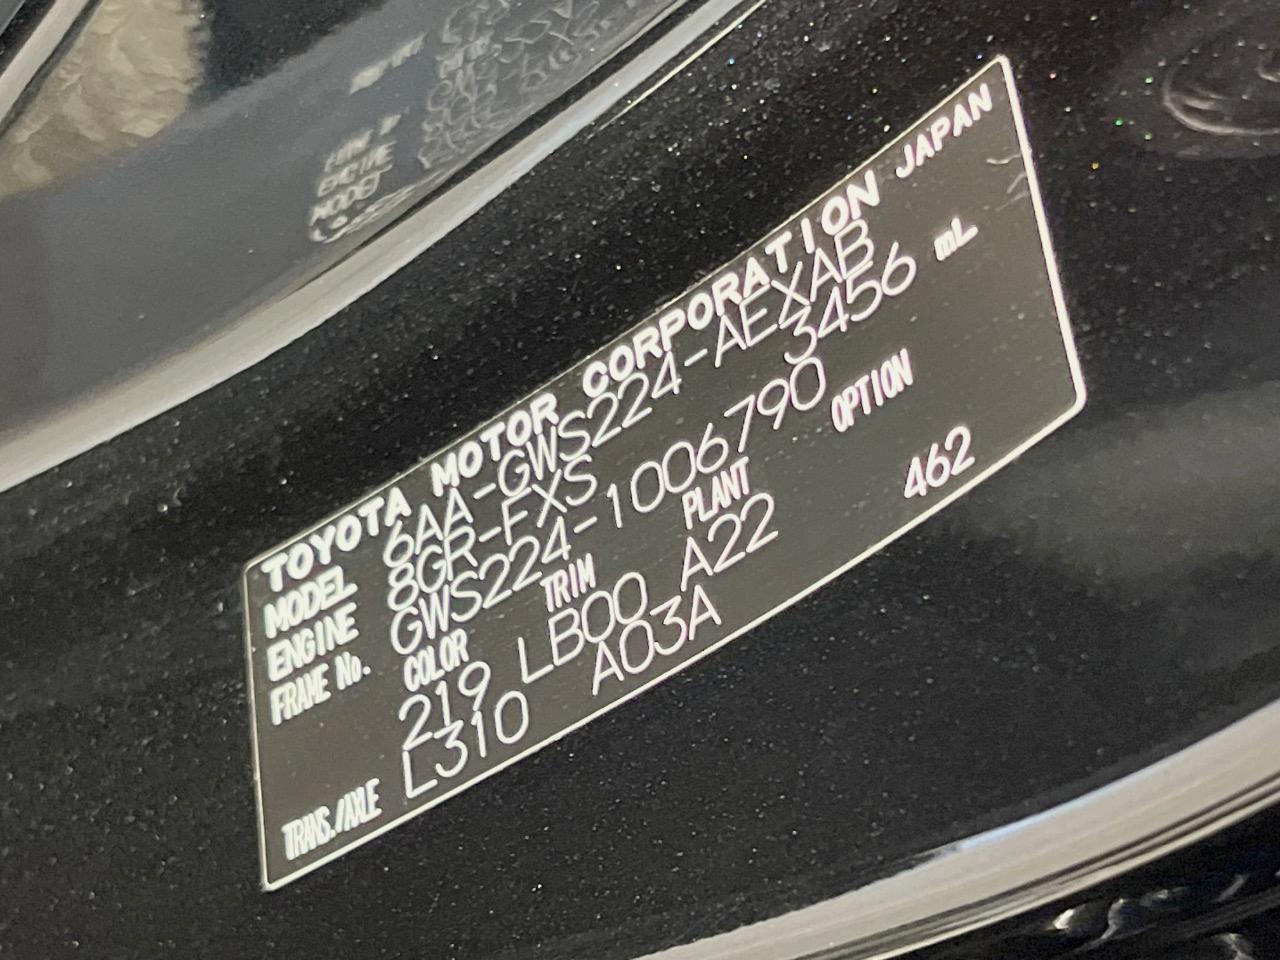 TOYOTA MOTOR CORPORATION JAPAN
MODEL 6AA-GWS224-AEXAB
ENGINE 8GR-FXS 3456 mL
FRAME No. GWS224-1006790
COLOR TRIM PLANT OPTION
219 LB00 A22 462
TRANS./AXLE L310 A03A